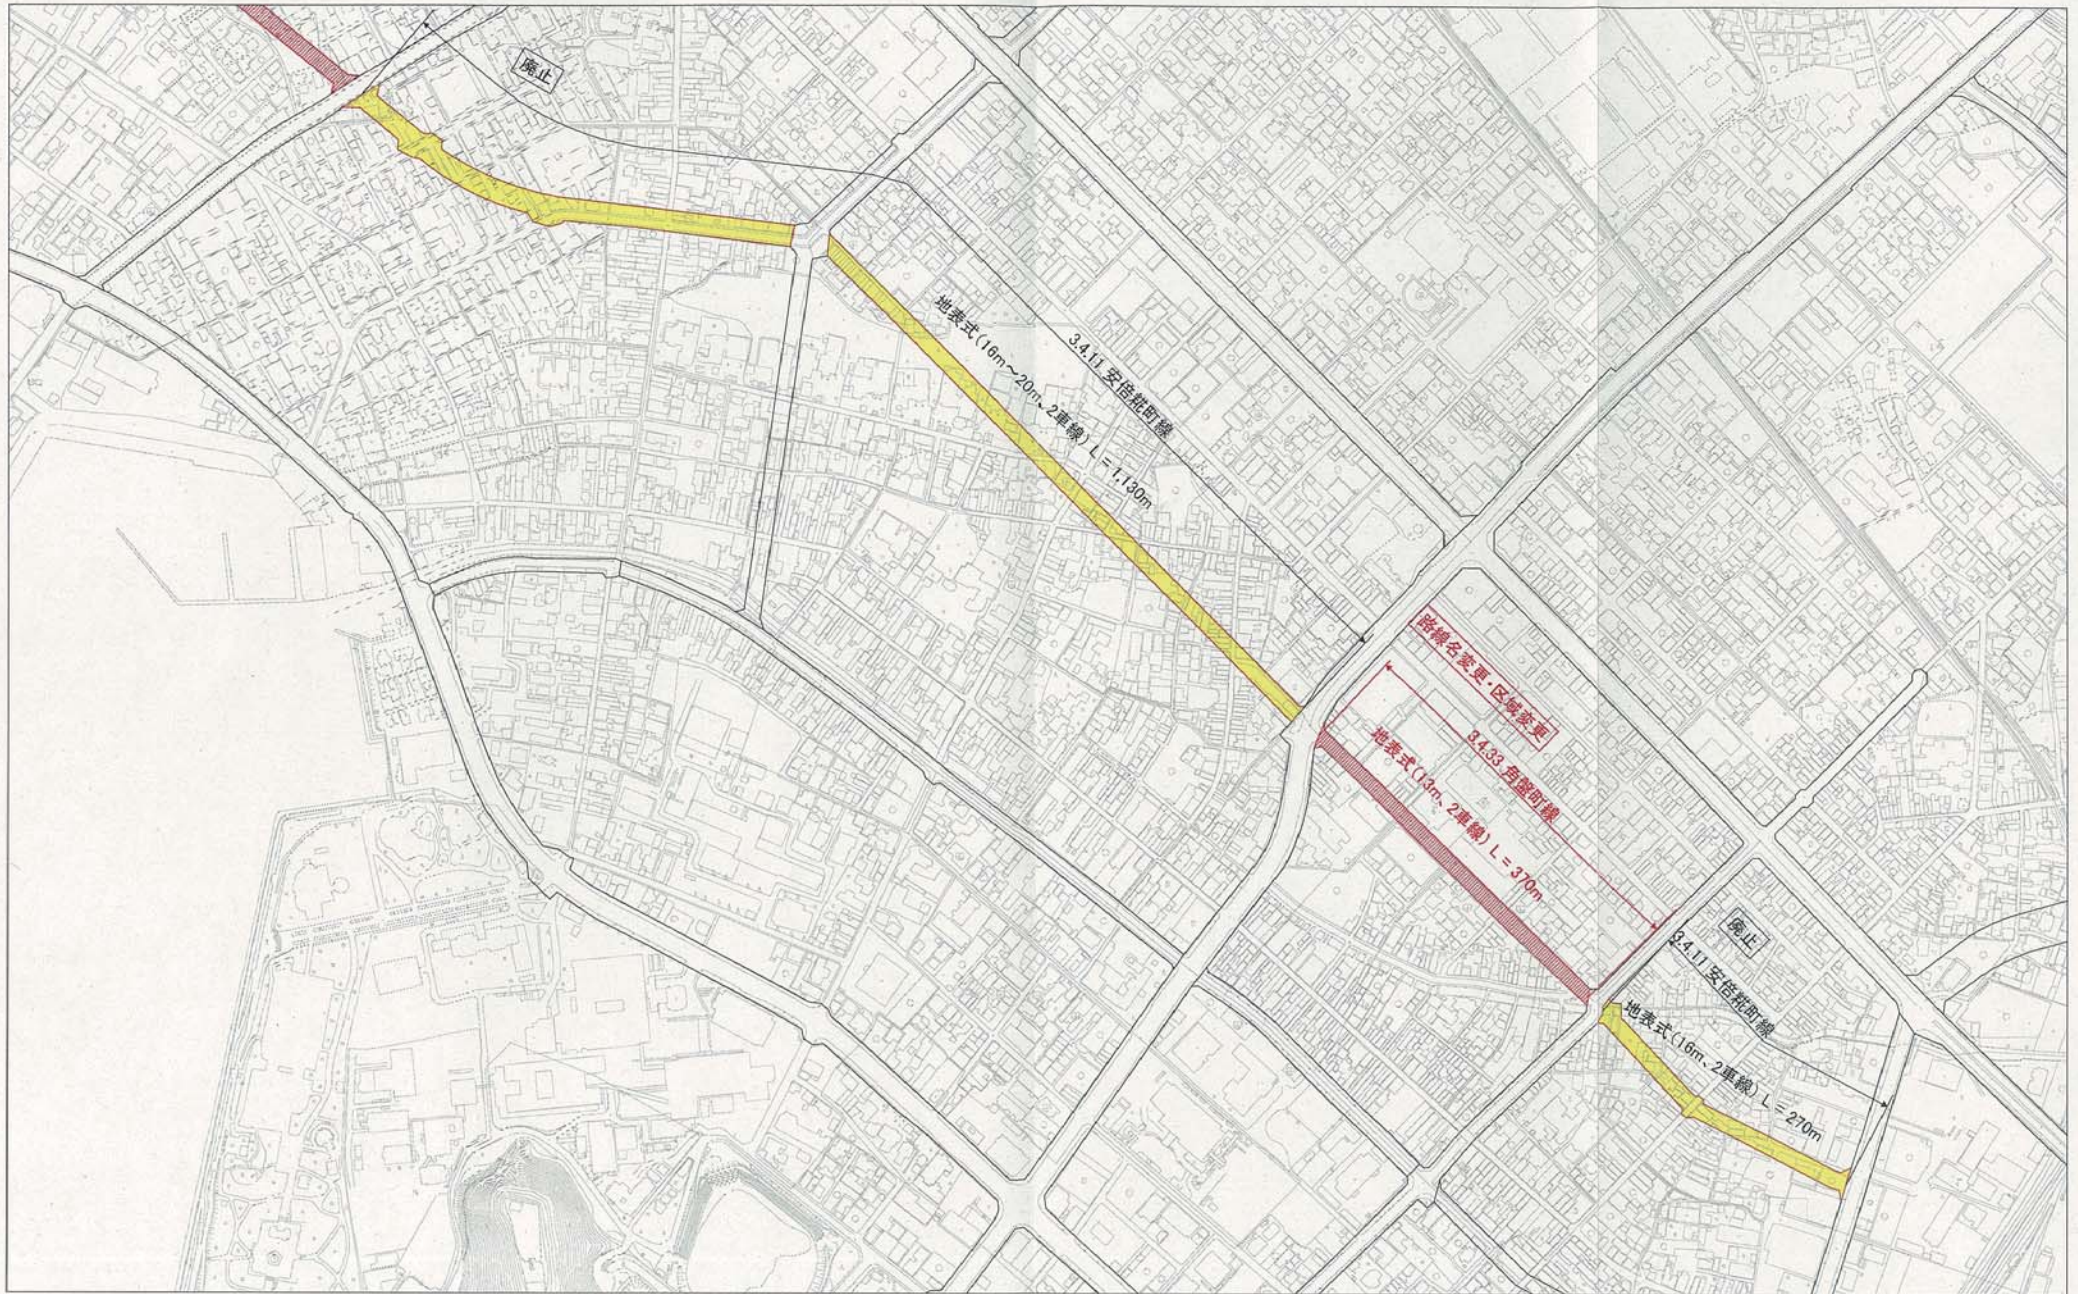 廃止
3.4.11 安倍糀町線
地表式(16m～20m、2車線) L=1,130m
路線名変更・区域変更
3.4.33 角盤町線
地表式(13m、2車線) L=370m
廃止
3.4.11 安倍糀町線
地表式(16m、2車線) L=270m